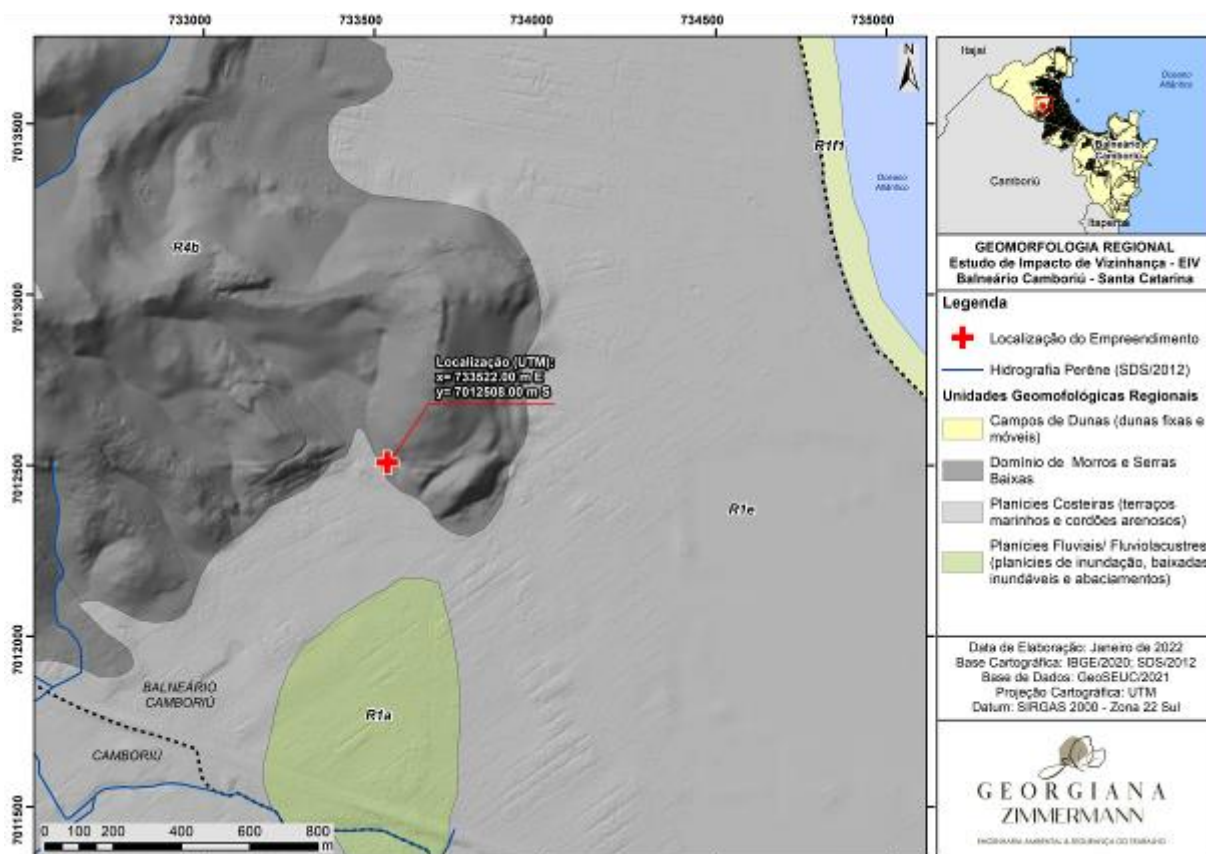 733000
733500
734000
734500
735000
7013500
7013000
7012500
7012000
7011500
N
R1f1
Oceano
Atlântico
R4b
Localização (UTM):
x= 733522.00 m E
y= 7012508.00 m S
R1e
R1a
BALNEÁRIO
CAMBORIÚ
CAMBORIÚ
0 100 200 400 600 800
m
Itajaí
Oceano
Atlântico
Balneário
Camboriú
Camboriú
Itapema
GEOMORFOLOGIA REGIONAL
Estudo de Impacto de Vizinhança - EIV
Balneário Camboriú - Santa Catarina
Legenda
Localização do Empreendimento
Hidrografia Perêne (SDS/2012)
Unidades Geomofológicas Regionais
Campos de Dunas (dunas fixas e
móveis)
Domínio de Morros e Serras
Baixas
Planícies Costeiras (terraços
marinhos e cordões arenosos)
Planícies Fluviais/ Fluviolacustres
(planícies de inundação, baixadas
inundáveis e abaciamentos)
Data de Elaboração: Janeiro de 2022
Base Cartográfica: IBGE/2020; SDS/2012
Base de Dados: GeoSEUC/2021
Projeção Cartográfica: UTM
Datum: SIRGAS 2000 - Zona 22 Sul
GEORGIANA
ZIMMERMANN
ENGENHARIA AMBIENTAL & SEGURANÇA DO TRABALHO